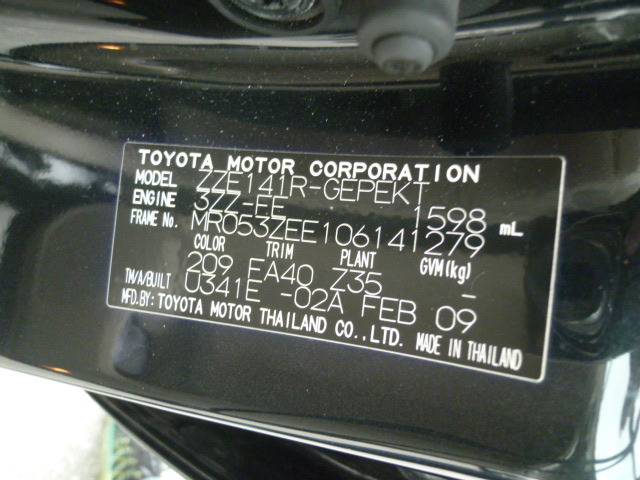 TOYOTA MOTOR CORPORATION
MODEL ZZE141R-GEPEKT
ENGINE 3ZZ-EE 1598 mL
FRAME No. MR053ZEE106141279
COLOR TRIM PLANT GVM(kg)
209 EA40 Z35 -
TM/A/BUILT U341E -02A FEB 09
MFD.BY: TOYOTA MOTOR THAILAND CO.,LTD. MADE IN THAILAND